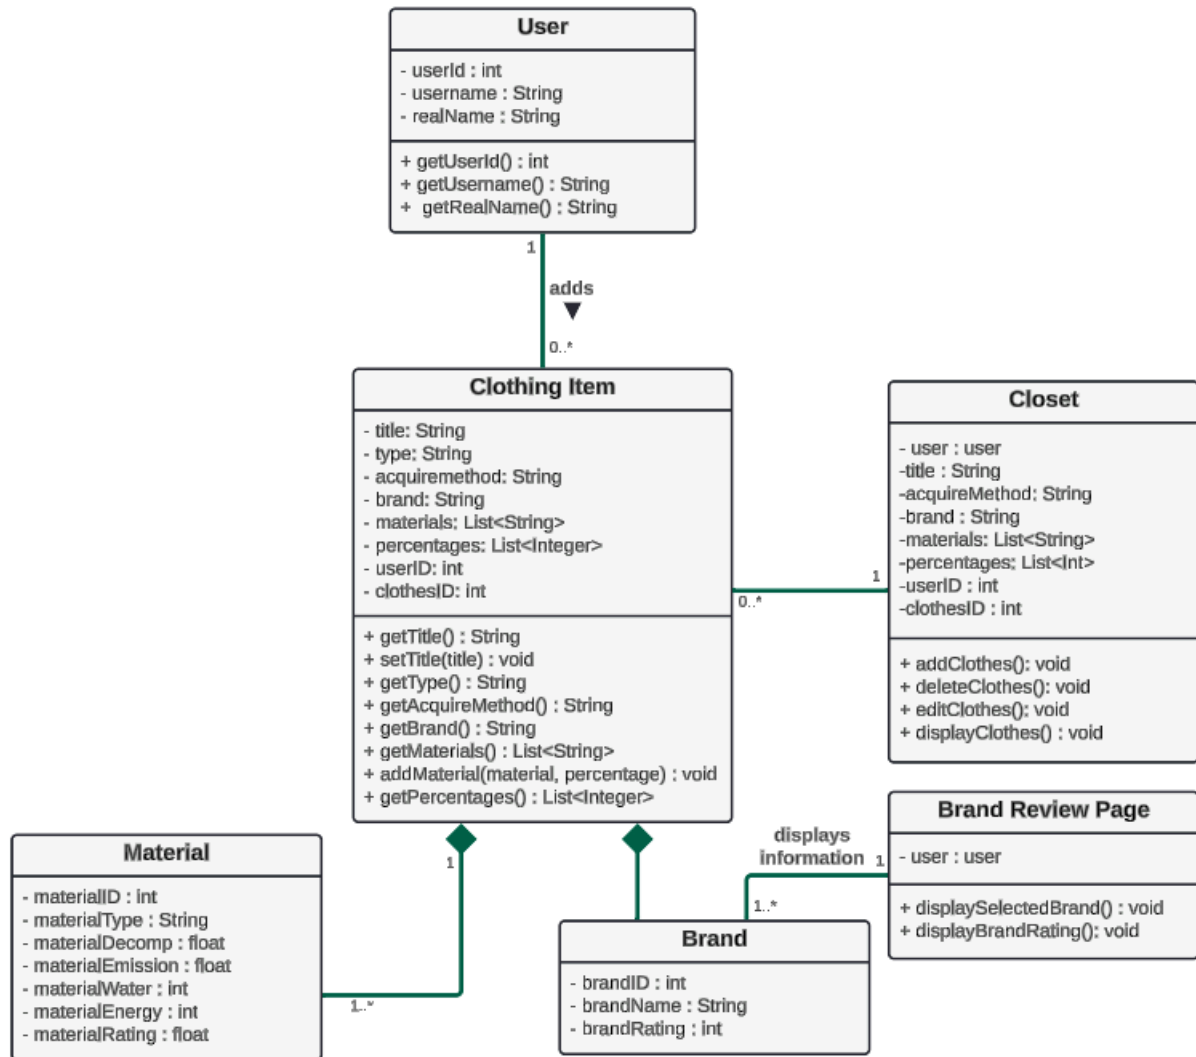 User
- userId : int
- username : String
- realName : String
+ getUserId() : int
+ getUsername() : String
+ getRealName() : String
1
adds
0..*
Clothing Item
- title: String
- type: String
- acquiremethod: String
- brand: String
- materials: List<String>
- percentages: List<Integer>
- userID: int
- clothesID: int
+ getTitle() : String
+ setTitle(title) : void
+ getType() : String
+ getAcquireMethod() : String
+ getBrand() : String
+ getMaterials() : List<String>
+ addMaterial(material, percentage) : void
+ getPercentages() : List<Integer>
0..*
1
Closet
- user : user
-title : String
-acquireMethod: String
-brand : String
-materials: List<String>
-percentages: List<Int>
-userID : int
-clothesID : int
+ addClothes(): void
+ deleteClothes(): void
+ editClothes(): void
+ displayClothes() : void
Material
- materialID : int
- materialType : String
- materialDecomp : float
- materialEmission : float
- materialWater : int
- materialEnergy : int
- materialRating : float
1
1..*
Brand
- brandID : int
- brandName : String
- brandRating : int
displays
information
1
1..*
Brand Review Page
- user : user
+ displaySelectedBrand() : void
+ displayBrandRating(): void